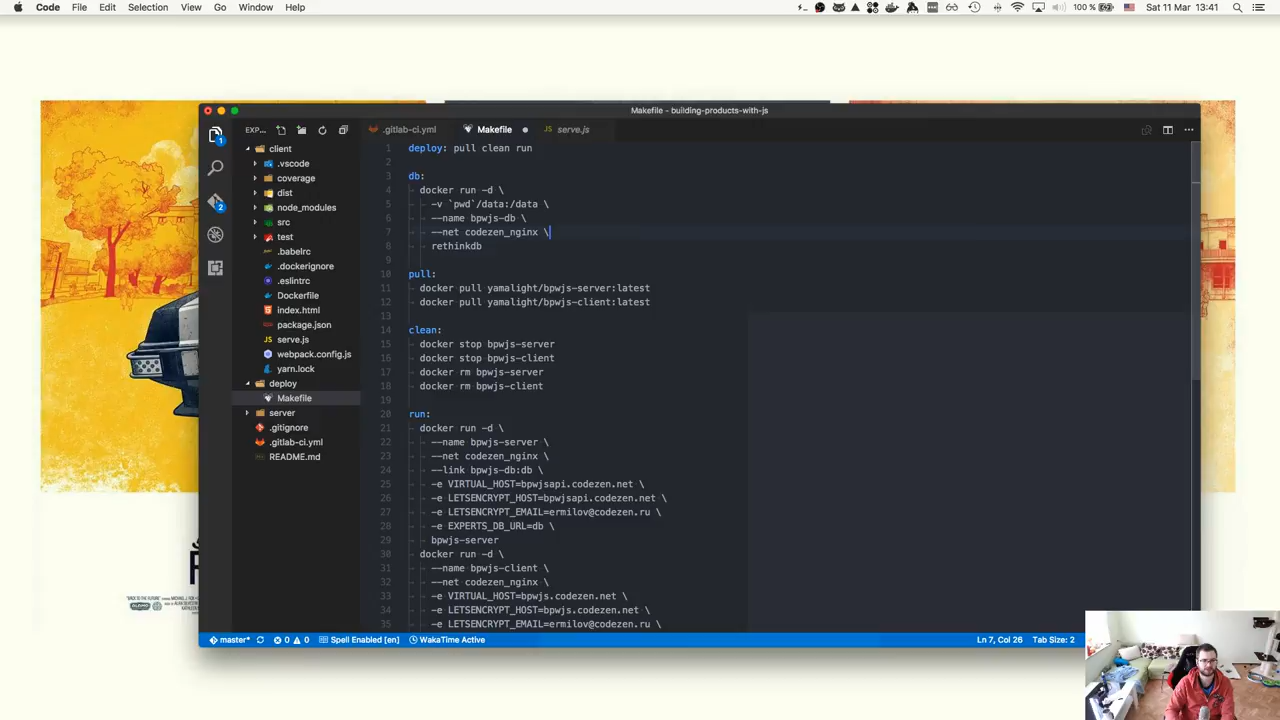 Code File Edit Selection View Go Window Help 100 % Sat 11 Mar 13:41
Makefile - building-products-with-js
EXP... .gitlab-ci.yml Makefile JS serve.js
client
.vscode
coverage
dist
node_modules
src
test
.babelrc
.dockerignore
.eslintrc
Dockerfile
index.html
package.json
JS serve.js
webpack.config.js
yarn.lock
deploy
Makefile
server
.gitignore
.gitlab-ci.yml
README.md
1
2
1 deploy: pull clean run
2
3 db:
4 docker run -d \
5 -v `pwd`/data:/data \
6 --name bpwjs-db \
7 --net codezen_nginx \
8 rethinkdb
9
10 pull:
11 docker pull yamalight/bpwjs-server:latest
12 docker pull yamalight/bpwjs-client:latest
13
14 clean:
15 docker stop bpwjs-server
16 docker stop bpwjs-client
17 docker rm bpwjs-server
18 docker rm bpwjs-client
19
20 run:
21 docker run -d \
22 --name bpwjs-server \
23 --net codezen_nginx \
24 --link bpwjs-db:db \
25 -e VIRTUAL_HOST=bpwjsapi.codezen.net \
26 -e LETSENCRYPT_HOST=bpwjsapi.codezen.net \
27 -e LETSENCRYPT_EMAIL=ermilov@codezen.ru \
28 -e EXPERTS_DB_URL=db \
29 bpwjs-server
30 docker run -d \
31 --name bpwjs-client \
32 --net codezen_nginx \
33 -e VIRTUAL_HOST=bpwjs.codezen.net \
34 -e LETSENCRYPT_HOST=bpwjs.codezen.net \
35 -e LETSENCRYPT_EMAIL=ermilov@codezen.ru \
master* 0 0 Spell Enabled [en] WakaTime Active Ln 7, Col 26 Tab Size: 2